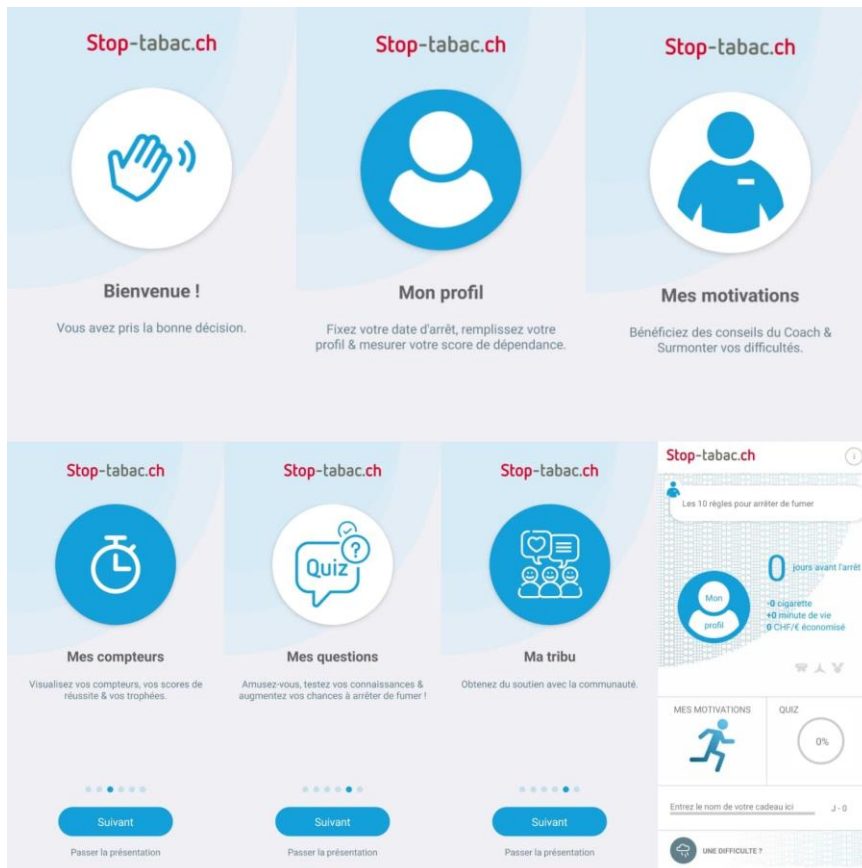 Stop-tabac.ch
Bienvenue !
Vous avez pris la bonne décision.
Stop-tabac.ch
Mon profil
Fixez votre date d'arrêt, remplissez votre
profil & mesurer votre score de dépendance.
Stop-tabac.ch
Mes motivations
Bénéficiez des conseils du Coach &
Surmonter vos difficultés.
Stop-tabac.ch
Mes compteurs
Visualisez vos compteurs, vos scores de
réussite & vos trophées.
Suivant
Passer la présentation
Stop-tabac.ch
Quiz
?
Mes questions
Amusez-vous, testez vos connaissances &
augmentez vos chances à arrêter de fumer !
Suivant
Passer la présentation
Stop-tabac.ch
Ma tribu
Obtenez du soutien avec la communauté.
Suivant
Passer la présentation
Stop-tabac.ch
i
Les 10 règles pour arrêter de fumer
0 jours avant l'arrêt
Mon
profil
-0 cigarette
+0 minute de vie
0 CHF/€ économisé
MES MOTIVATIONS
QUIZ
0%
Entrez le nom de votre cadeau ici
J - 0
UNE DIFFICULTE ?